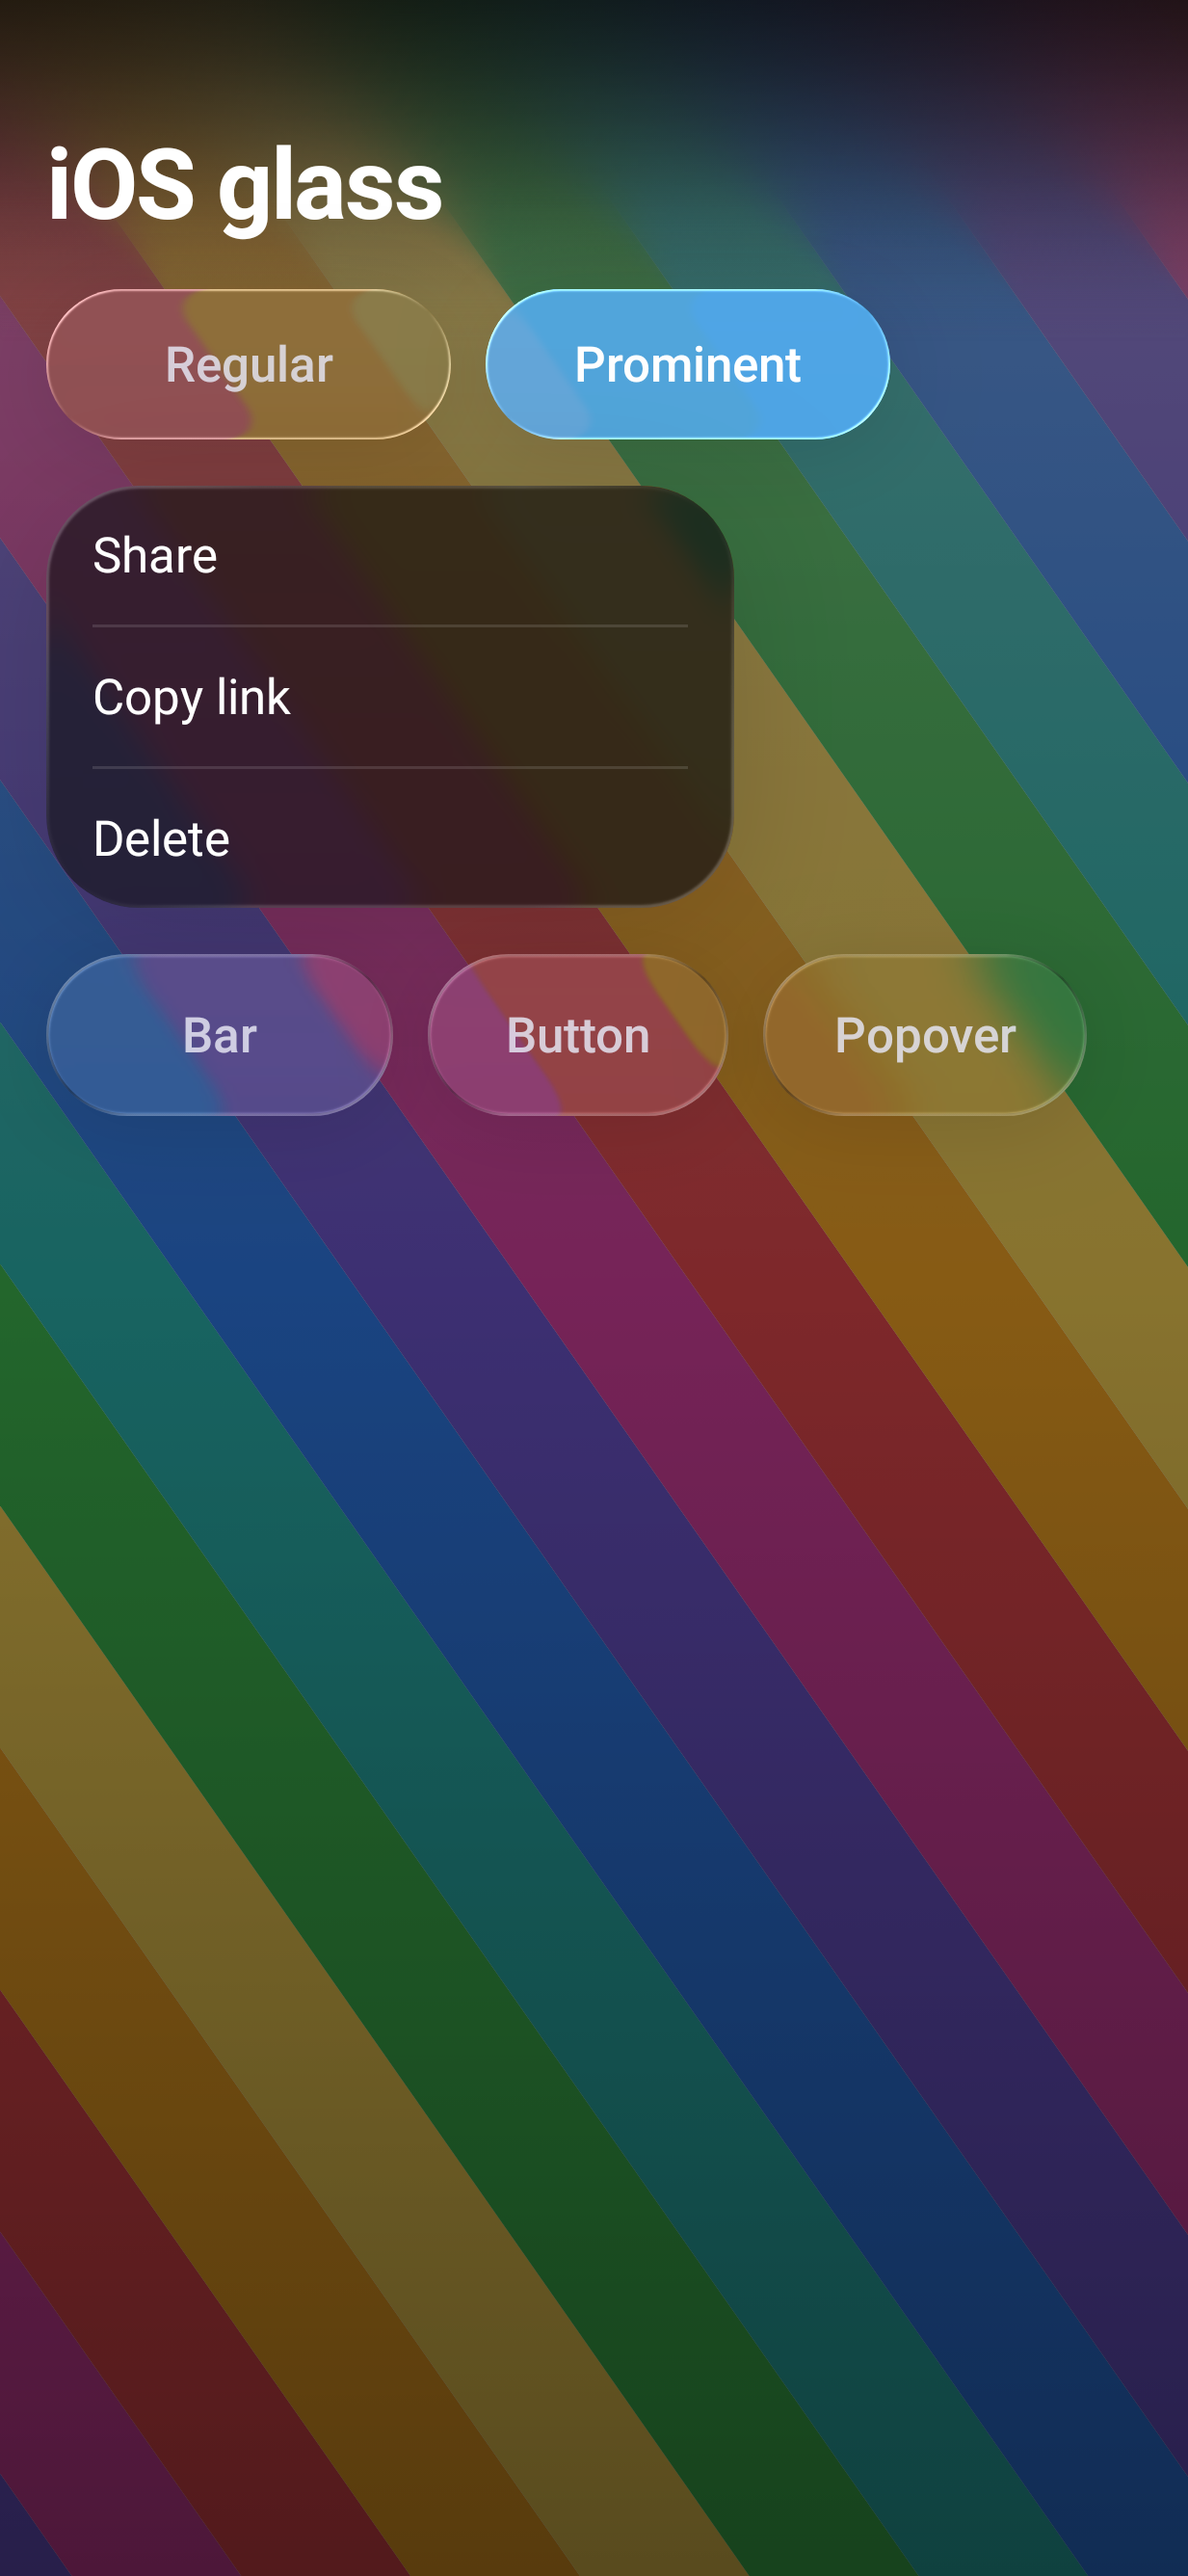 iOS glass
Regular Prominent
Share
Copy link
Delete
Bar Button Popover